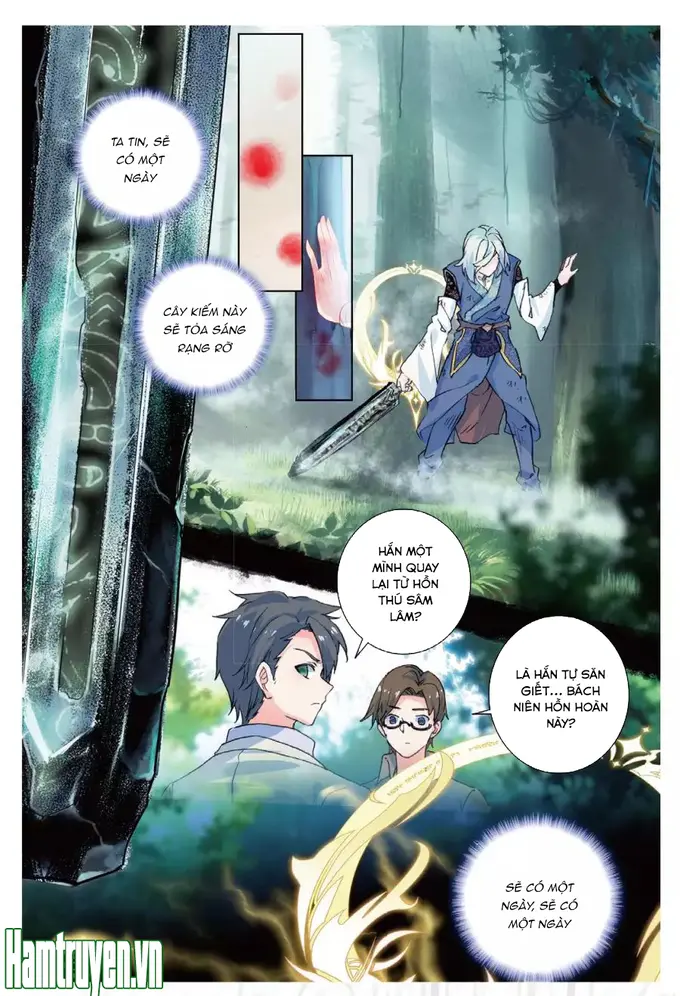 TA TIN, SẼ
CÓ MỘT
NGÀY
CÂY KIẾM NÀY
SẼ TỎA SÁNG
RẠNG RỠ
HẮN MỘT
MÌNH QUAY
LẠI TỪ HỒN
THÚ SÂM
LÂM?
LÀ HẮN TỰ SĂN
GIẾT... BÁCH
NIÊN HỒN HOÀN
NÀY?
SẼ CÓ MỘT
NGÀY, SẼ CÓ
MỘT NGÀY
Hamtruyen.vn